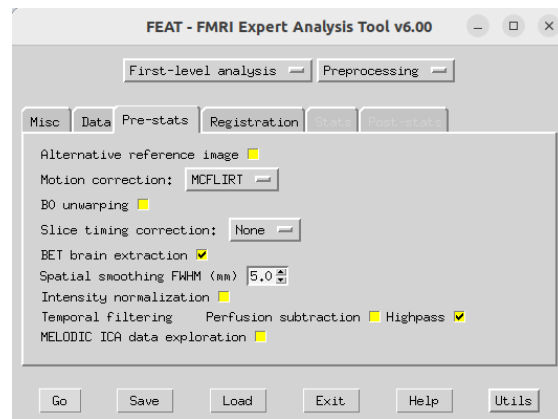 FEAT - FMRI Expert Analysis Tool v6.00
First-level analysis Preprocessing
Misc Data Pre-stats Registration Stats Post-stats
Alternative reference image
Motion correction: MCFLIRT
B0 unwarping
Slice timing correction: None
BET brain extraction
Spatial smoothing FWHM (mm) 5.0
Intensity normalization
Temporal filtering Perfusion subtraction Highpass
MELODIC ICA data exploration
Go Save Load Exit Help Utils